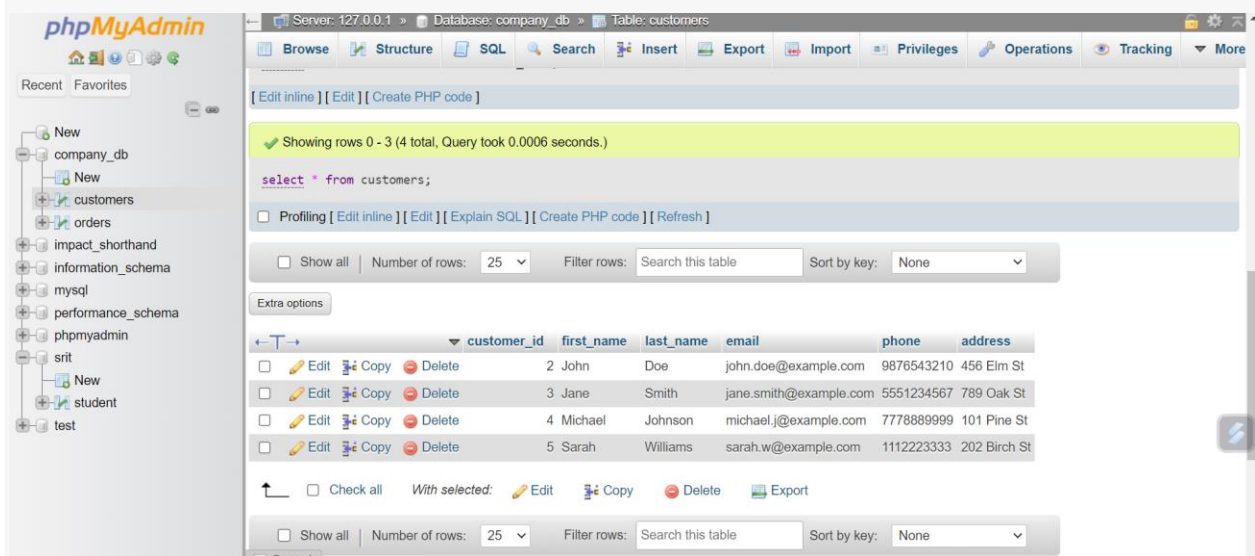 phpMyAdmin
Recent Favorites
New
company_db
New
customers
orders
impact_shorthand
information_schema
mysql
performance_schema
phpmyadmin
srit
New
student
test
Server: 127.0.0.1 » Database: company_db » Table: customers
Browse Structure SQL Search Insert Export Import Privileges Operations Tracking More
[ Edit inline ] [ Edit ] [ Create PHP code ]
Showing rows 0 - 3 (4 total, Query took 0.0006 seconds.)
select * from customers;
Profiling [ Edit inline ] [ Edit ] [ Explain SQL ] [ Create PHP code ] [ Refresh ]
Show all | Number of rows: 25 Filter rows: Search this table Sort by key: None
Extra options
←T→ customer_id first_name last_name email phone address
Edit Copy Delete 2 John Doe john.doe@example.com 9876543210 456 Elm St
Edit Copy Delete 3 Jane Smith jane.smith@example.com 5551234567 789 Oak St
Edit Copy Delete 4 Michael Johnson michael.j@example.com 7778889999 101 Pine St
Edit Copy Delete 5 Sarah Williams sarah.w@example.com 1112223333 202 Birch St
Check all With selected: Edit Copy Delete Export
Show all | Number of rows: 25 Filter rows: Search this table Sort by key: None